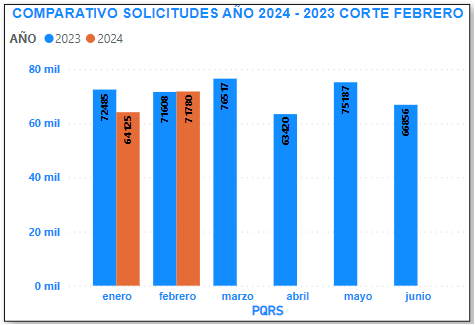 COMPARATIVO SOLICITUDES AÑO 2024 - 2023 CORTE FEBRERO
AÑO 2023 2024
80 mil
60 mil
40 mil
20 mil
0 mil
72485
64125
71608
71780
76517
63420
75187
66856
enero febrero marzo abril mayo junio
PQRS